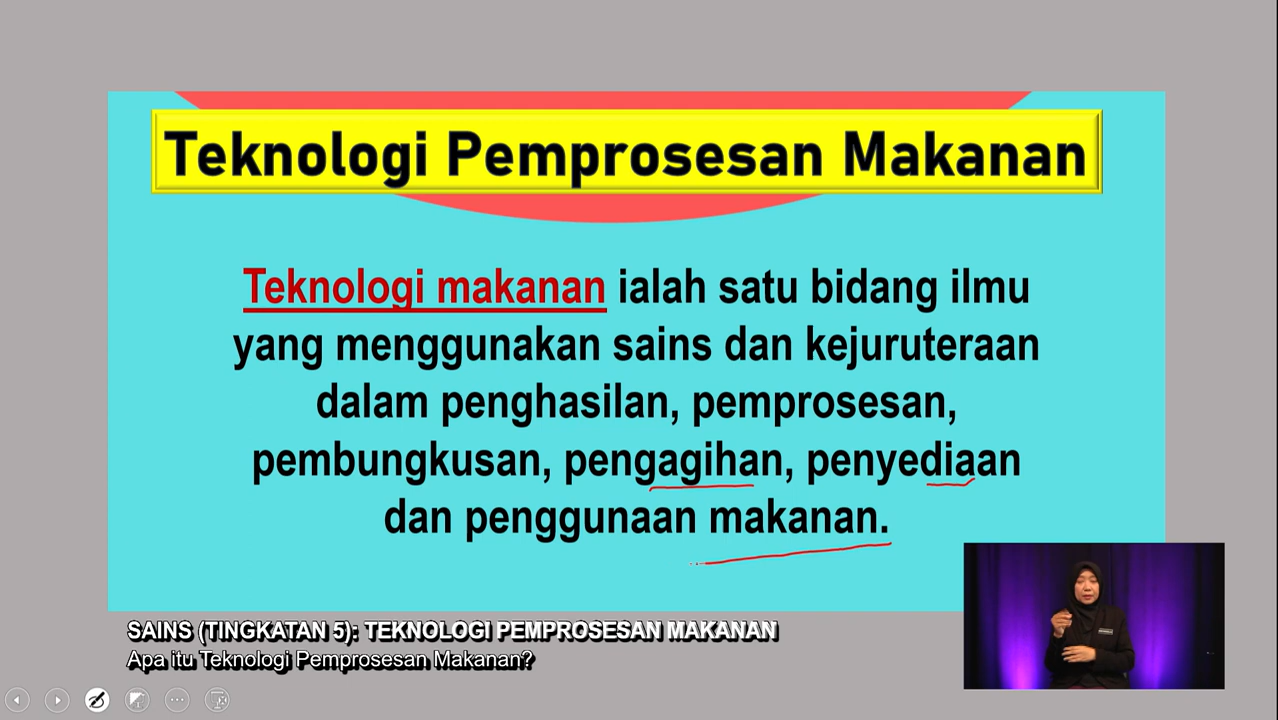 Teknologi Pemprosesan Makanan
Teknologi makanan ialah satu bidang ilmu
yang menggunakan sains dan kejuruteraan
dalam penghasilan, pemprosesan,
pembungkusan, pengagihan, penyediaan
dan penggunaan makanan.
SAINS (TINGKATAN 5): TEKNOLOGI PEMPROSESAN MAKANAN
Apa itu Teknologi Pemprosesan Makanan?